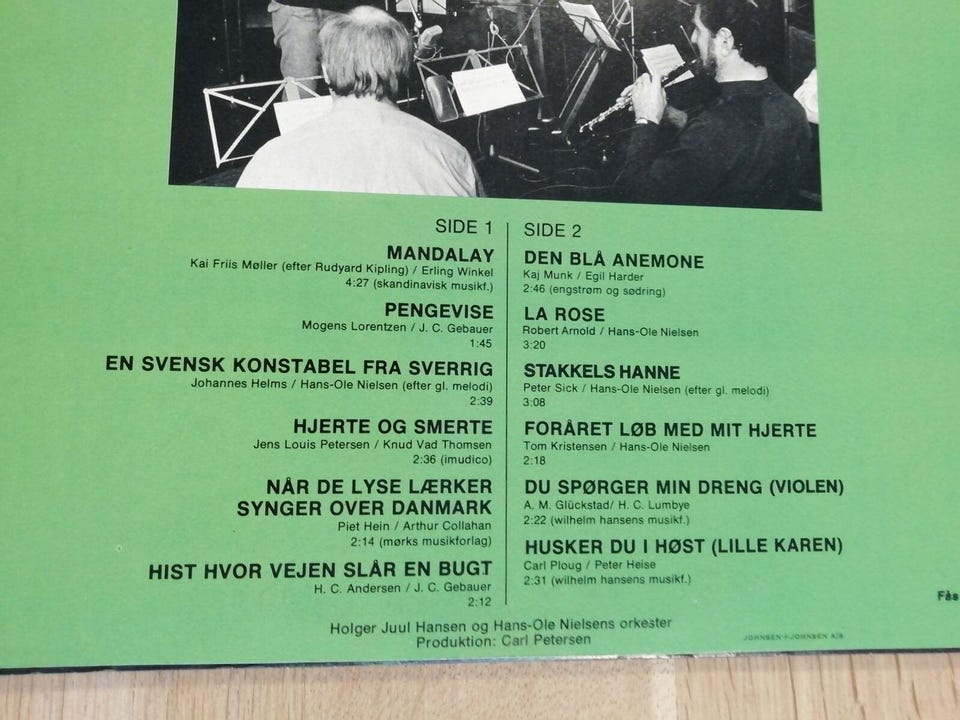 SIDE 1
MANDALAY
Kai Friis Møller (efter Rudyard Kipling) / Erling Winkel
4:27 (skandinavisk musikf.)
PENGEVISE
Mogens Lorentzen / J. C. Gebauer
1:45
EN SVENSK KONSTABEL FRA SVERRIG
Johannes Helms / Hans-Ole Nielsen (efter gl. melodi)
2:39
HJERTE OG SMERTE
Jens Louis Petersen / Knud Vad Thomsen
2:36 (imudico)
NÅR DE LYSE LÆRKER
SYNGER OVER DANMARK
Piet Hein / Arthur Collahan
2:14 (mørks musikforlag)
HIST HVOR VEJEN SLÅR EN BUGT
H. C. Andersen / J. C. Gebauer
2:12
SIDE 2
DEN BLÅ ANEMONE
Kaj Munk / Egil Harder
2:46 (engstrøm og sødring)
LA ROSE
Robert Arnold / Hans-Ole Nielsen
3:20
STAKKELS HANNE
Peter Sick / Hans-Ole Nielsen (efter gl. melodi)
3:08
FORÅRET LØB MED MIT HJERTE
Tom Kristensen / Hans-Ole Nielsen
2:18
DU SPØRGER MIN DRENG (VIOLEN)
A. M. Glückstad/ H. C. Lumbye
2:22 (wilhelm hansens musikf.)
HUSKER DU I HØST (LILLE KAREN)
Carl Ploug / Peter Heise
2:31 (wilhelm hansens musikf.)
Fås
Holger Juul Hansen og Hans-Ole Nielsens orkester
Produktion: Carl Petersen
JOHNSEN+JOHNSEN A/S